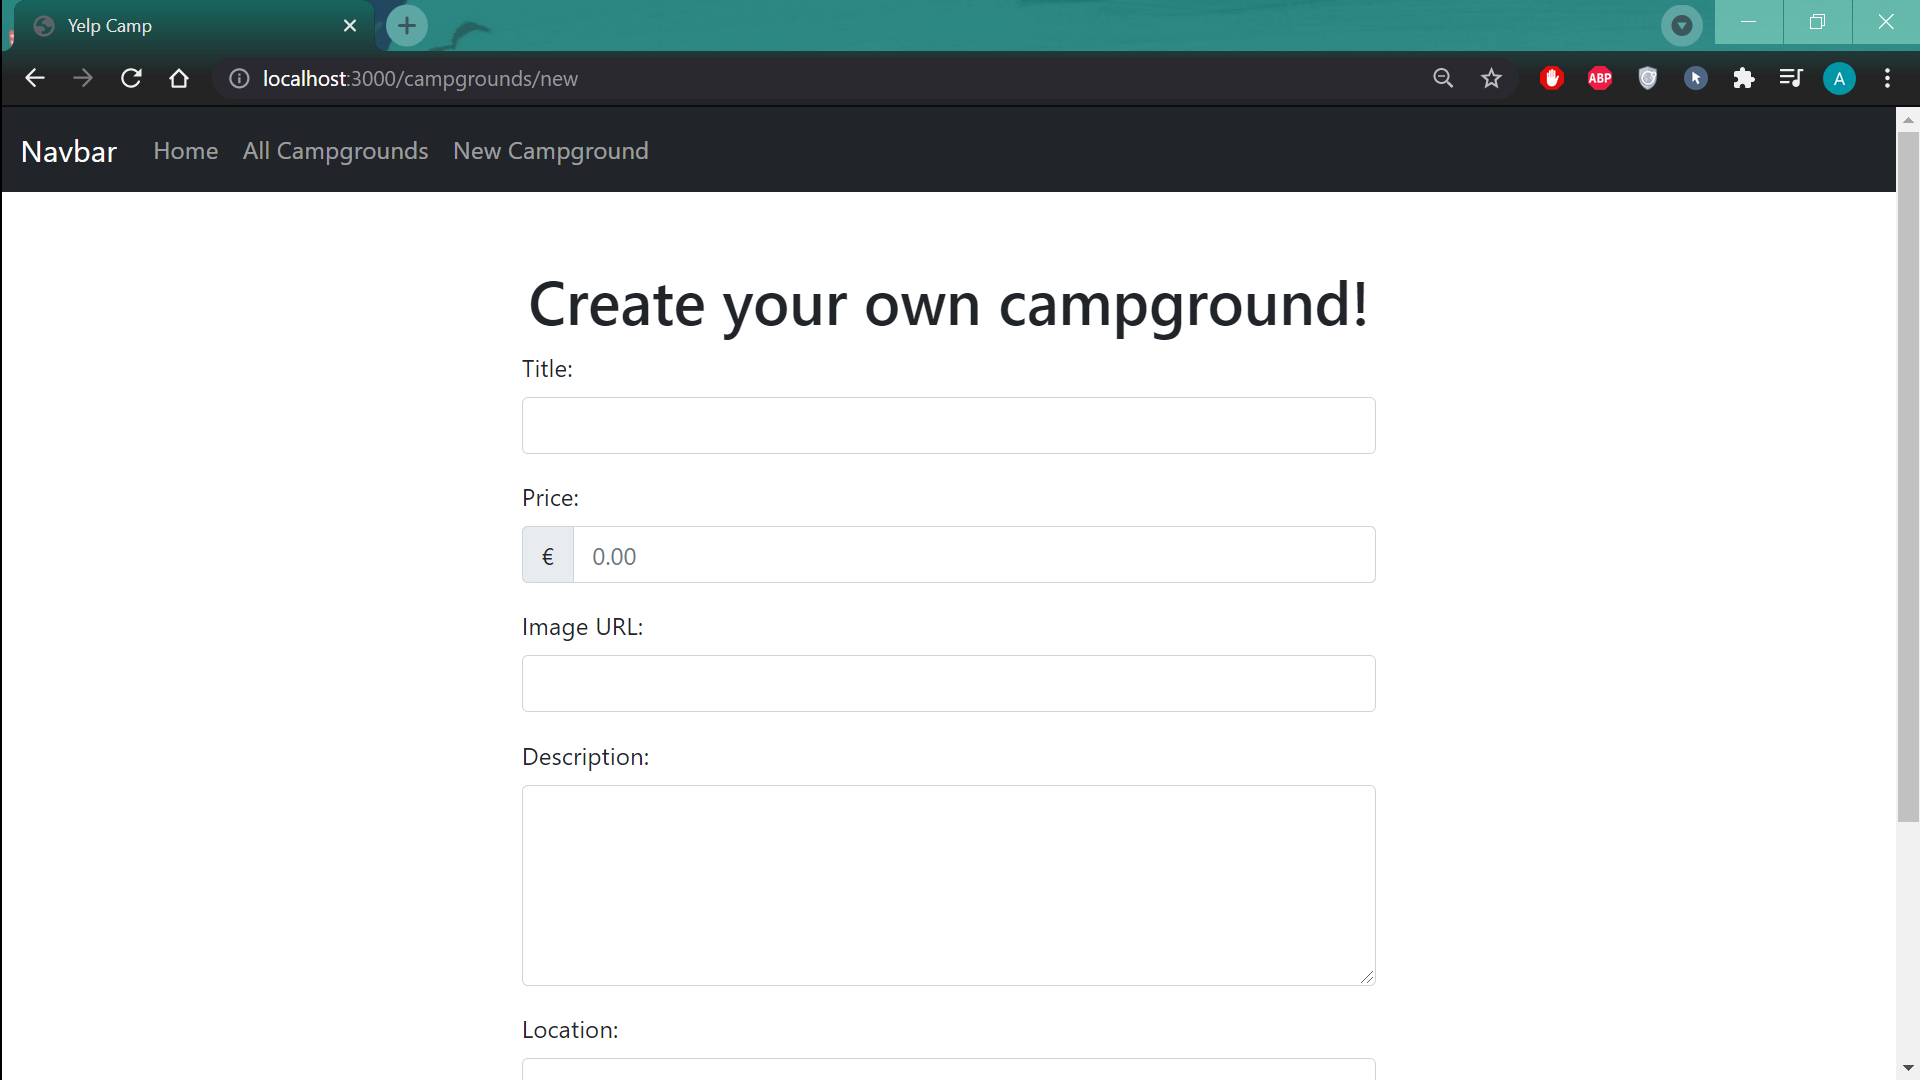 Yelp Camp
localhost:3000/campgrounds/new
ABP
A
Navbar Home All Campgrounds New Campground
Create your own campground!
Title:
Price:
€ 0.00
Image URL:
Description:
Location: